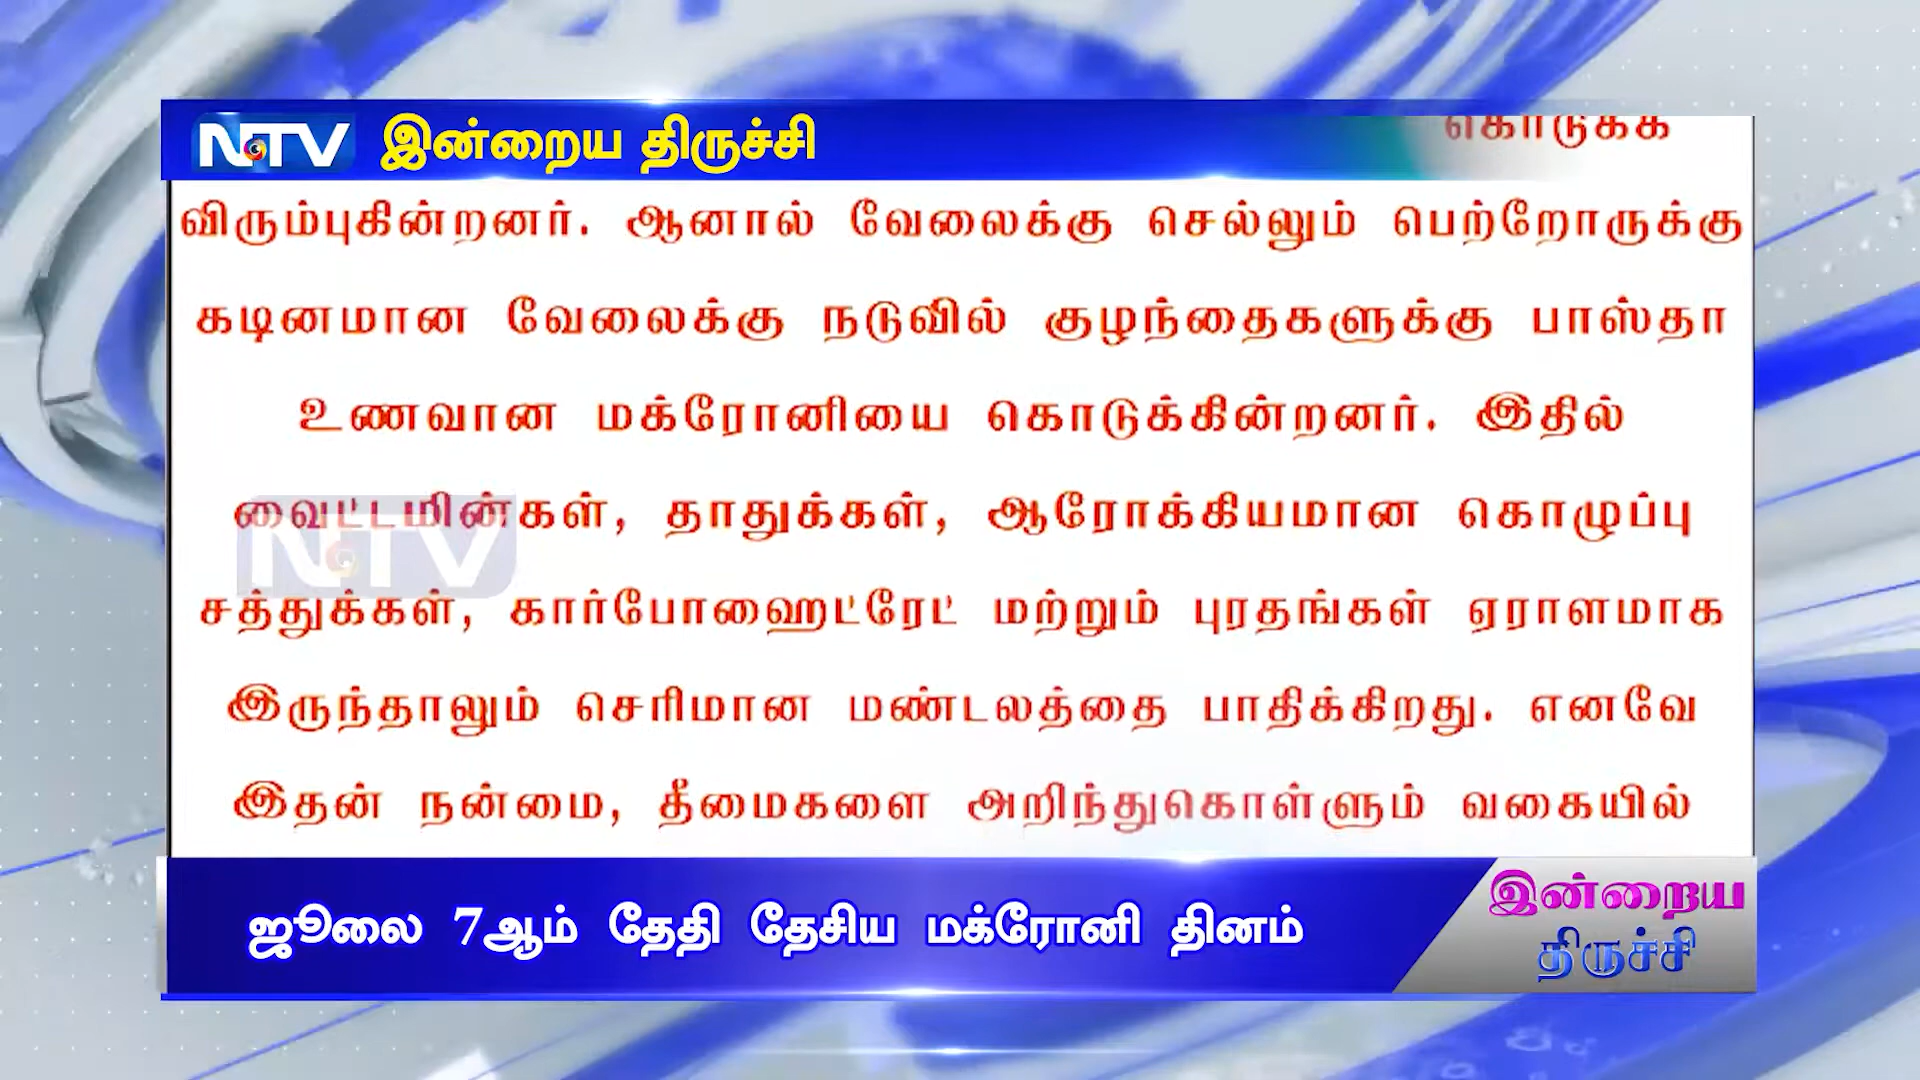 NTV இன்றைய திருச்சி
கொடுக்க
விரும்புகின்றனர். ஆனால் வேலைக்கு செல்லும் பெற்றோருக்கு
கடினமான வேலைக்கு நடுவில் குழந்தைகளுக்கு பாஸ்தா
உணவான மக்ரோனியை கொடுக்கின்றனர். இதில்
வைட்டமின்கள், தாதுக்கள், ஆரோக்கியமான கொழுப்பு
NTV
சத்துக்கள், கார்போஹைட்ரேட் மற்றும் புரதங்கள் ஏராளமாக
இருந்தாலும் செரிமான மண்டலத்தை பாதிக்கிறது. எனவே
இதன் நன்மை, தீமைகளை அறிந்துகொள்ளும் வகையில்
ஜூலை 7ஆம் தேதி தேசிய மக்ரோனி தினம்
இன்றைய
திருச்சி